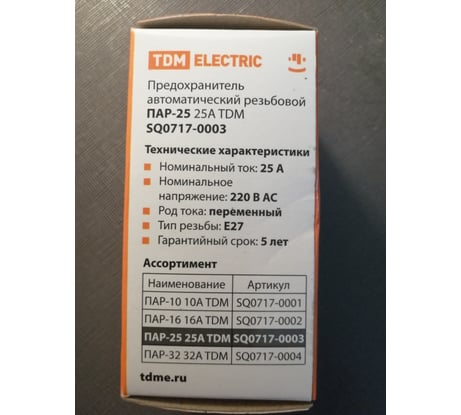 TDM ELECTRIC
Предохранитель
автоматический резьбовой
ПАР-25 25А TDM
SQ0717-0003
Технические характеристики
Номинальный ток: 25 А
Номинальное
напряжение: 220 В АС
Род тока: переменный
Тип резьбы: Е27
Гарантийный срок: 5 лет
Ассортимент
Наименование Артикул
ПАР-10 10А TDM SQ0717-0001
ПАР-16 16А TDM SQ0717-0002
ПАР-25 25А TDM SQ0717-0003
ПАР-32 32А TDM SQ0717-0004
tdme.ru